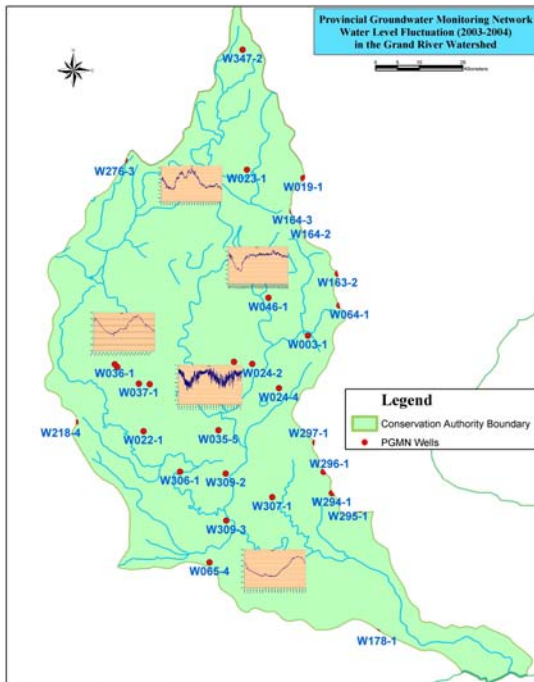 Provincial Groundwater Monitoring Network
Water Level Fluctuation (2003-2004)
in the Grand River Watershed
Kilometers
W347-2
W276-3
W023-1
W019-1
W164-3
W164-2
W163-2
W046-1
W064-1
W003-1
W036-1
W024-2
W037-1
W024-4
Legend
Conservation Authority Boundary
PGMN Wells
W218-4
W022-1
W035-5
W297-1
W296-1
W306-1
W309-2
W307-1
W294-1
W295-1
W309-3
W065-4
W178-1